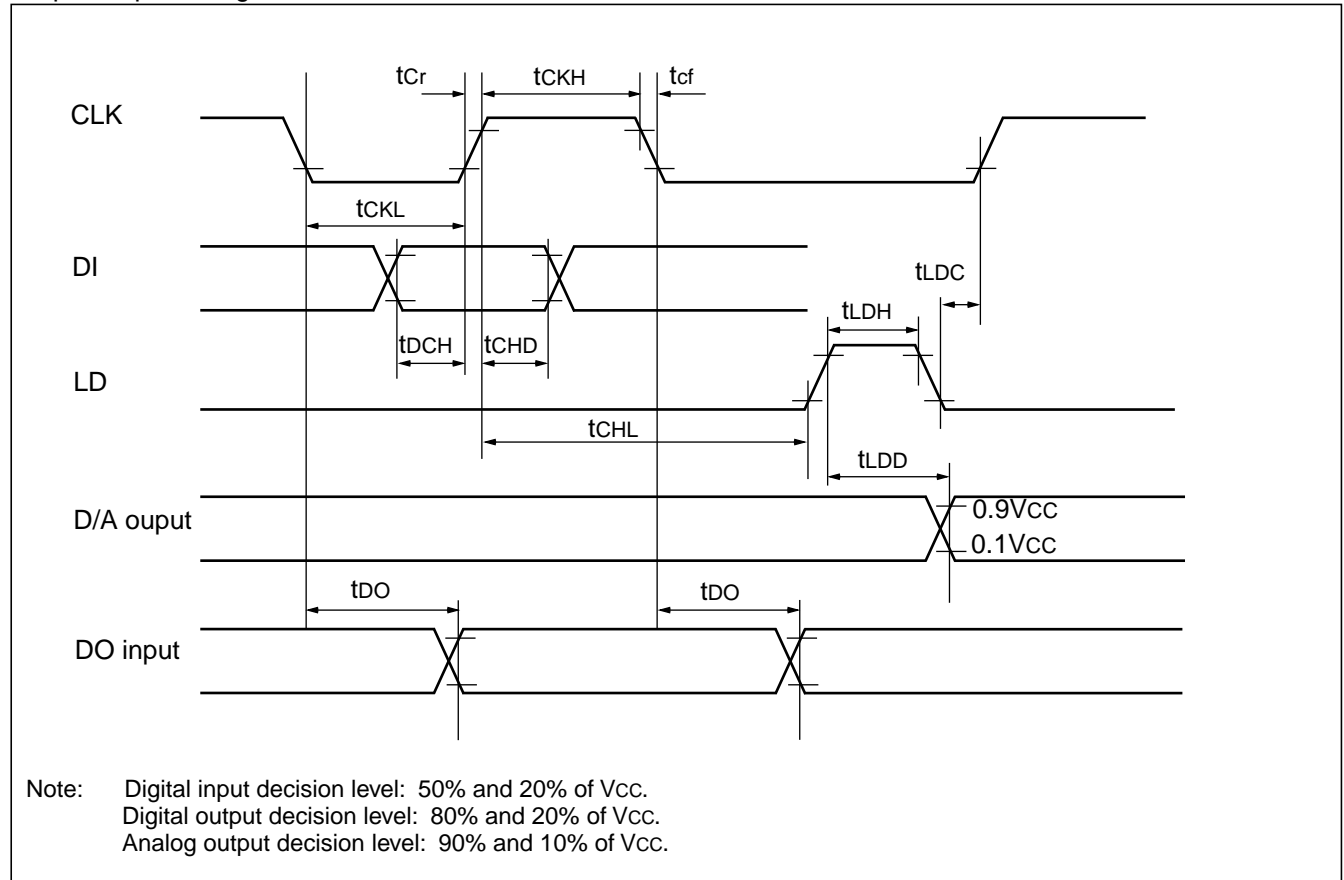 tCr
tCKH
tcf
CLK
tCKL
DI
tLDC
tLDH
tDCH
tCHD
LD
tCHL
tLDD
D/A ouput
0.9VCC
0.1VCC
tDO
tDO
DO input
Note: Digital input decision level: 50% and 20% of VCC.
Digital output decision level: 80% and 20% of VCC.
Analog output decision level: 90% and 10% of VCC.